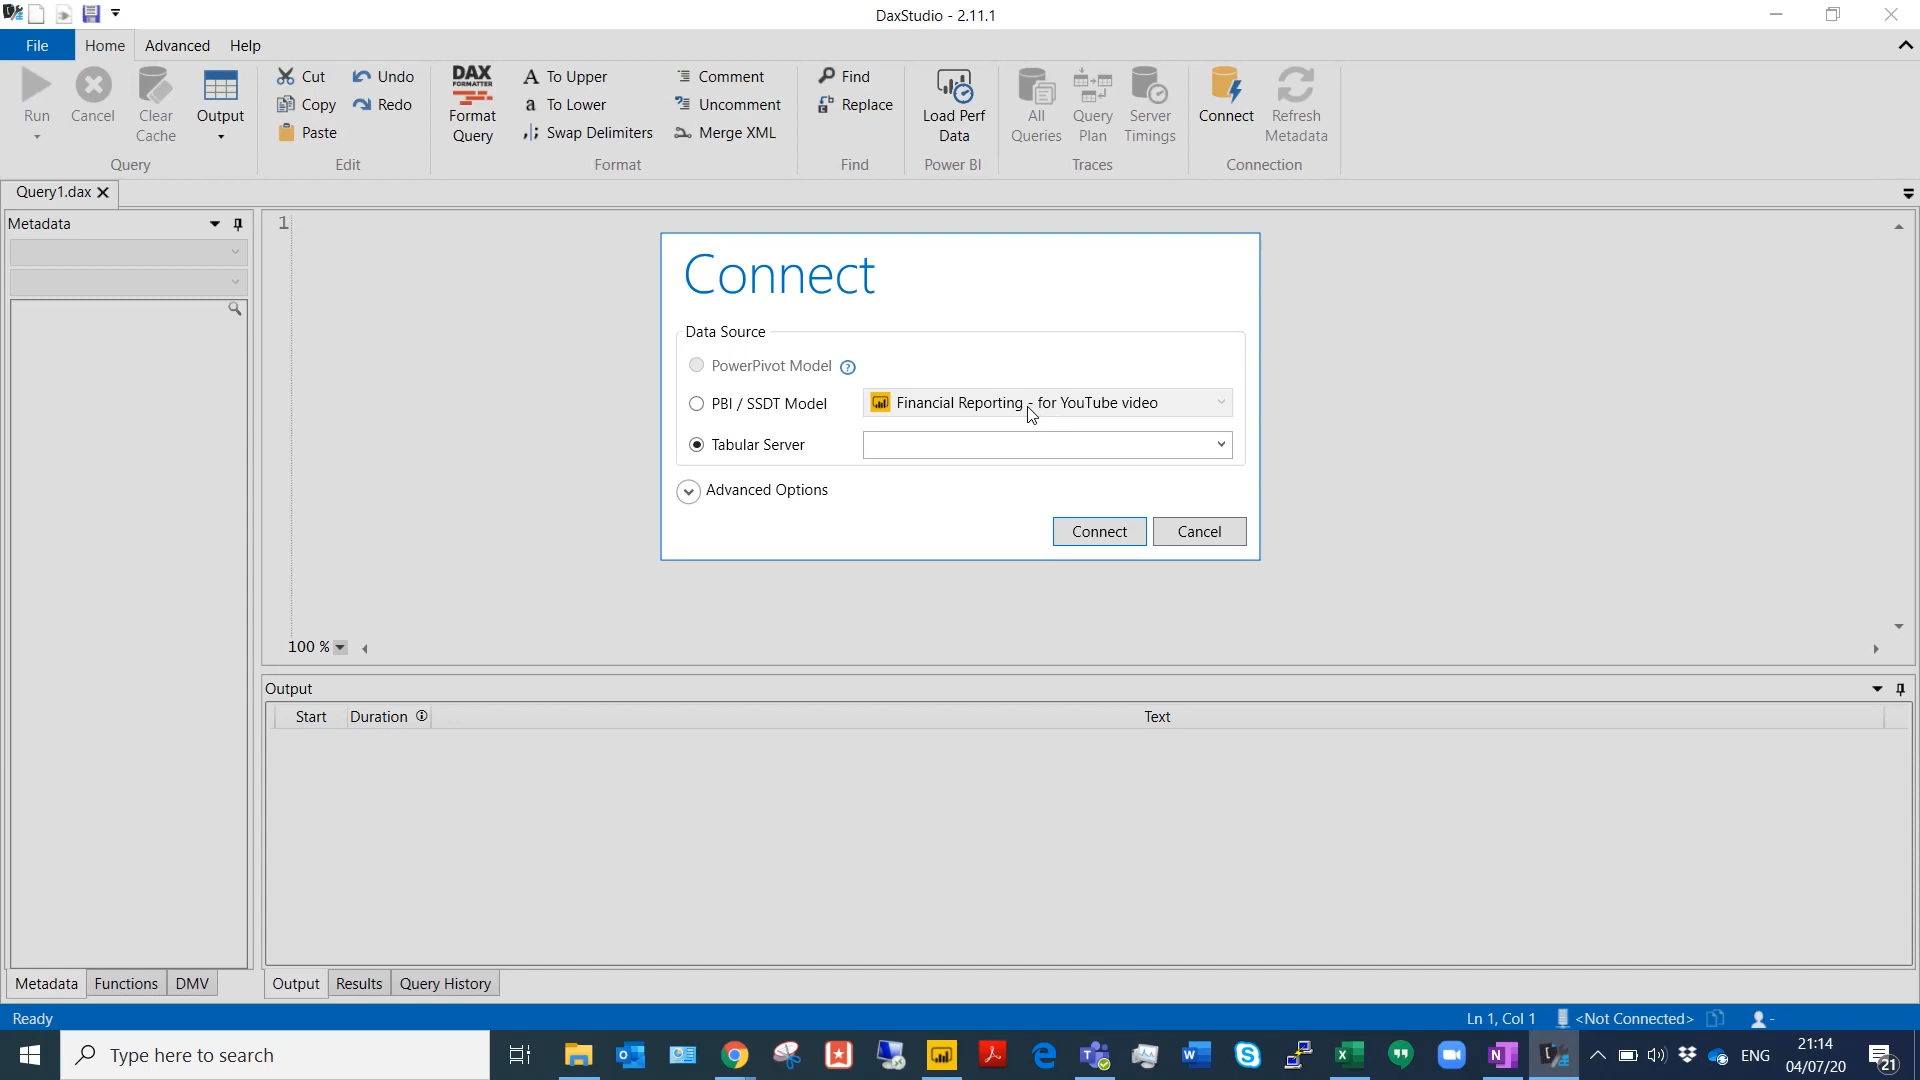 DaxStudio - 2.11.1
File Home Advanced Help
Run
Cancel
Clear Cache
Output
Query
Cut
Copy
Paste
Undo
Redo
Edit
DAX FORMATTER
Format Query
To Upper
To Lower
Swap Delimiters
Comment
Uncomment
Merge XML
Format
Find
Replace
Find
Load Perf Data
Power BI
All Queries
Query Plan
Server Timings
Traces
Connect
Refresh Metadata
Connection
Query1.dax
Metadata
1
Connect
Data Source
PowerPivot Model ?
PBI / SSDT Model Financial Reporting - for YouTube video
Tabular Server
Advanced Options
Connect Cancel
100 %
Output
Start Duration Text
Metadata Functions DMV Output Results Query History
Ready Ln 1, Col 1 <Not Connected> -
Type here to search
ENG
21:14
04/07/20
21